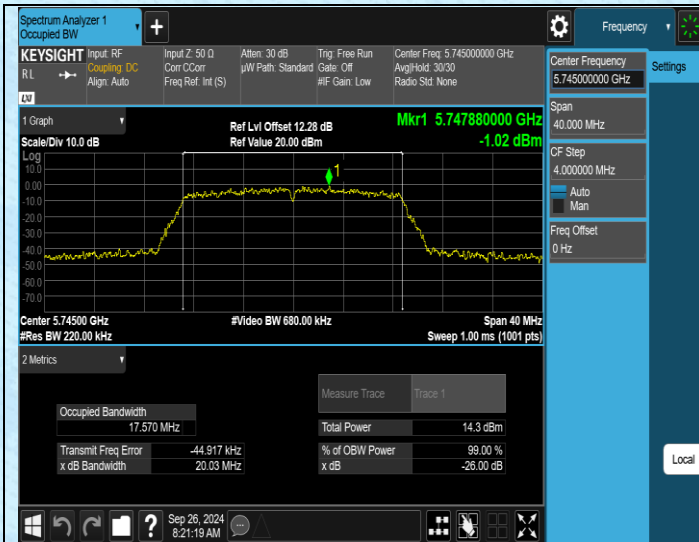 Spectrum Analyzer 1
Occupied BW
Frequency
KEYSIGHT
RL
LXI
Input: RF
Coupling: DC
Align: Auto
Input Z: 50 Ω
Corr CCorr
Freq Ref: Int (S)
Atten: 30 dB
µW Path: Standard
Trig: Free Run
Gate: Off
#IF Gain: Low
Center Freq: 5.745000000 GHz
Avg|Hold: 30/30
Radio Std: None
Center Frequency
5.745000000 GHz
Settings
Span
40.000 MHz
CF Step
4.000000 MHz
Auto
Man
Freq Offset
0 Hz
Local
1 Graph
Scale/Div 10.0 dB
Ref Lvl Offset 12.28 dB
Ref Value 20.00 dBm
Mkr1 5.747880000 GHz
-1.02 dBm
Log
10.0
0.00
-10.0
-20.0
-30.0
-40.0
-50.0
-60.0
-70.0
1
Center 5.74500 GHz
#Res BW 220.00 kHz
#Video BW 680.00 kHz
Span 40 MHz
Sweep 1.00 ms (1001 pts)
2 Metrics
Measure Trace
Trace 1
Occupied Bandwidth
17.570 MHz
Total Power
14.3 dBm
Transmit Freq Error
-44.917 kHz
% of OBW Power
99.00 %
x dB Bandwidth
20.03 MHz
x dB
-26.00 dB
?
Sep 26, 2024
8:21:19 AM